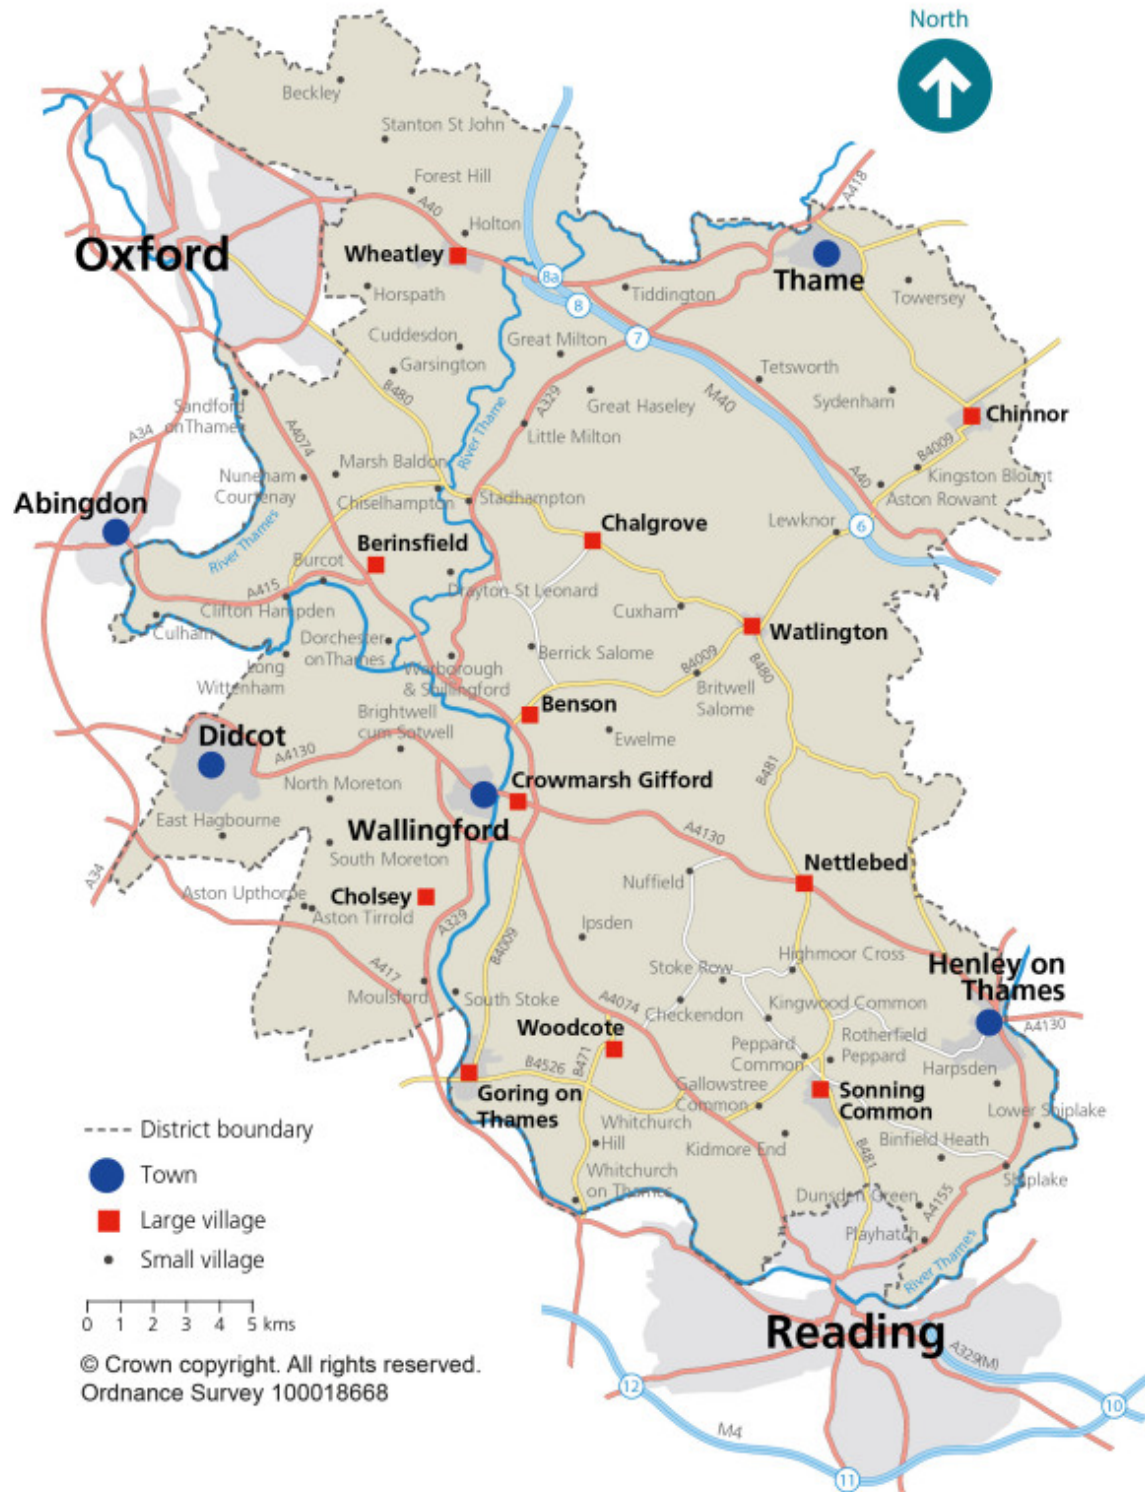 North
Beckley
Stanton St John
Forest Hill
A40
Holton
A418
Oxford
Wheatley
8a
Thame
Horspath
8
Tiddington
Towersey
Cuddesdon
Great Milton
7
Garsington
Tetsworth
B480
A329
Great Haseley
M40
Sydenham
Sandford
on Thames
Chinnor
A34
A4074
River Thame
Little Milton
B4009
Marsh Baldon
Nuneham
Courtenay
A40
Kingston Blount
Abingdon
Chiselhampton
Stadhampton
Aston Rowant
Chalgrove
Lewknor
6
River Thames
Berinsfield
Burcot
A415
Drayton St Leonard
Clifton Hampden
Cuxham
Culham
Dorchester
on Thames
Watlington
Berrick Salome
Long
Wittenham
Warborough
& Shillingford
B4009
B480
Britwell
Salome
Benson
Brightwell
cum Sotwell
Didcot
Ewelme
A4130
B481
North Moreton
Crowmarsh Gifford
East Hagbourne
Wallingford
A4130
South Moreton
A34
Nettlebed
Nuffield
Aston Upthorpe
Cholsey
Aston Tirrold
A329
Ipsden
B4009
Highmoor Cross
Henley on
Thames
A417
Stoke Row
Moulsford
South Stoke
A4074
Checkendon
Kingwood Common
Woodcote
A4130
Rotherfield
Peppard
Peppard
Common
B4526
B471
Harpsden
Gallowstree
Common
Goring on
Thames
Sonning
Common
Lower Shiplake
Whitchurch
Hill
Kidmore End
Binfield Heath
B481
Whitchurch
on Thames
Shiplake
Dunsden Green
A4155
Playhatch
River Thames
District boundary
Town
Large village
Small village
0 1 2 3 4 5 kms
© Crown copyright. All rights reserved.
Ordnance Survey 100018668
Reading
A329(M)
12
10
M4
11